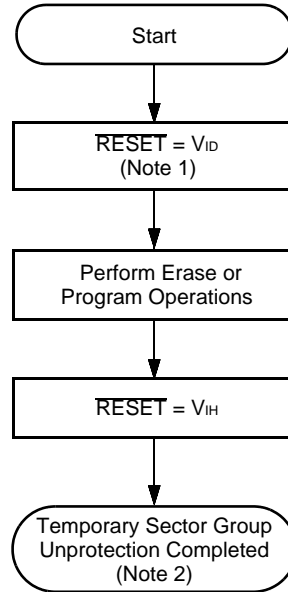 Start
RESET = VID
(Note 1)
Perform Erase or
Program Operations
RESET = VIH
Temporary Sector Group
Unprotection Completed
(Note 2)